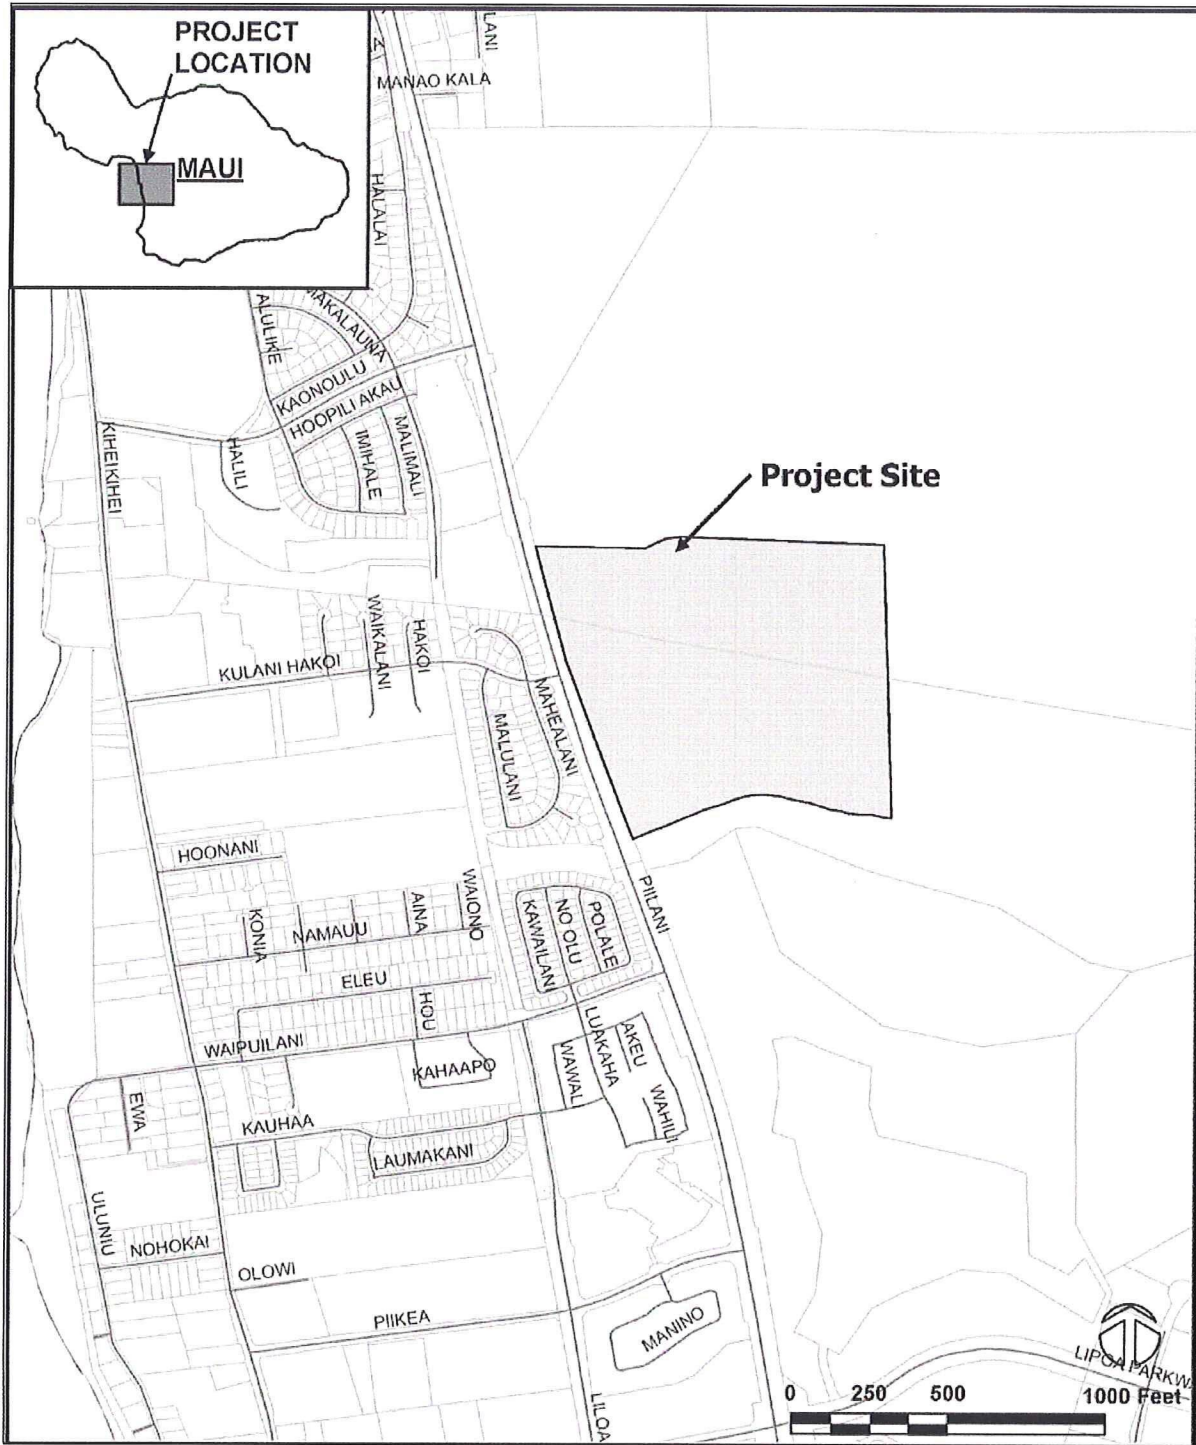 PROJECT
LOCATION
MAUI
LANI
MANAO KALA
HALALAI
MAKALAUNA
ALULIKE
KAONOULU
HOOPILI AKAU
KIHEIKIHEI
HALILI
IMIHALE
MALIMALI
Project Site
WAIKALANI
HAKOI
KULANI HAKOI
MAHEALANI
MALULANI
HOONANI
PIILANI
KONIA
NAMAUU
AINA
WAIONO
KAWAILANI
NO OLU
POLALE
ELEU
HOU
WAIPUILANI
LUAKAHA
AKEU
WAWAL
KAHAAPO
WAHILI
EWA
KAUHAA
LAUMAKANI
ULUNIU
NOHOKAI
OLOWI
PIIKEA
MANINO
LILOA
LIPOA PARKWA
0 250 500 1000 Feet